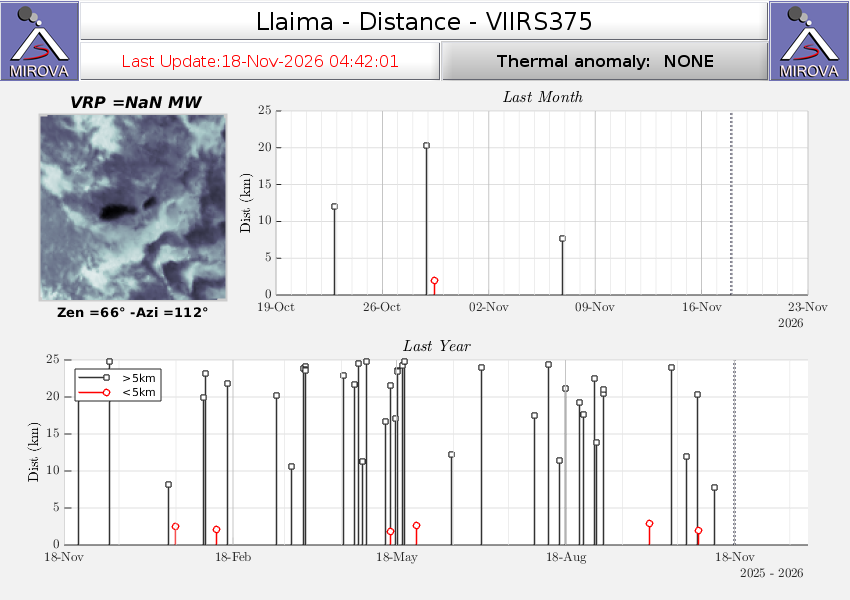 Llaima - Distance - VIIRS375
MIROVA
Last Update:18-Nov-2026 04:42:01
Thermal anomaly: NONE
MIROVA
VRP =NaN MW
Zen =66° -Azi =112°
Last Month
Dist (km)
25
20
15
10
5
0
19-Oct 26-Oct 02-Nov 09-Nov 16-Nov 23-Nov
2026
Last Year
Dist (km)
25
20
15
10
5
0
>5km
<5km
18-Nov 18-Feb 18-May 18-Aug 18-Nov
2025 - 2026